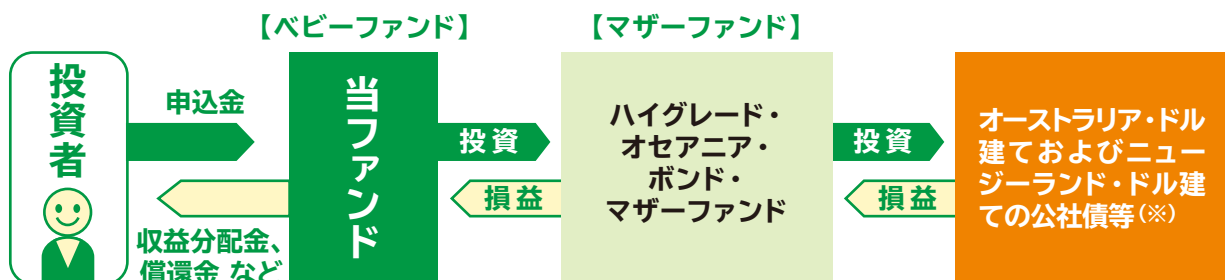 【ベビーファンド】
【マザーファンド】
投資者
申込金
収益分配金、
償還金 など
当ファンド
投資
損益
ハイグレード・
オセアニア・
ボンド・
マザーファンド
投資
損益
オーストラリア・ドル
建ておよびニュー
ジーランド・ドル建
ての公社債等(※)